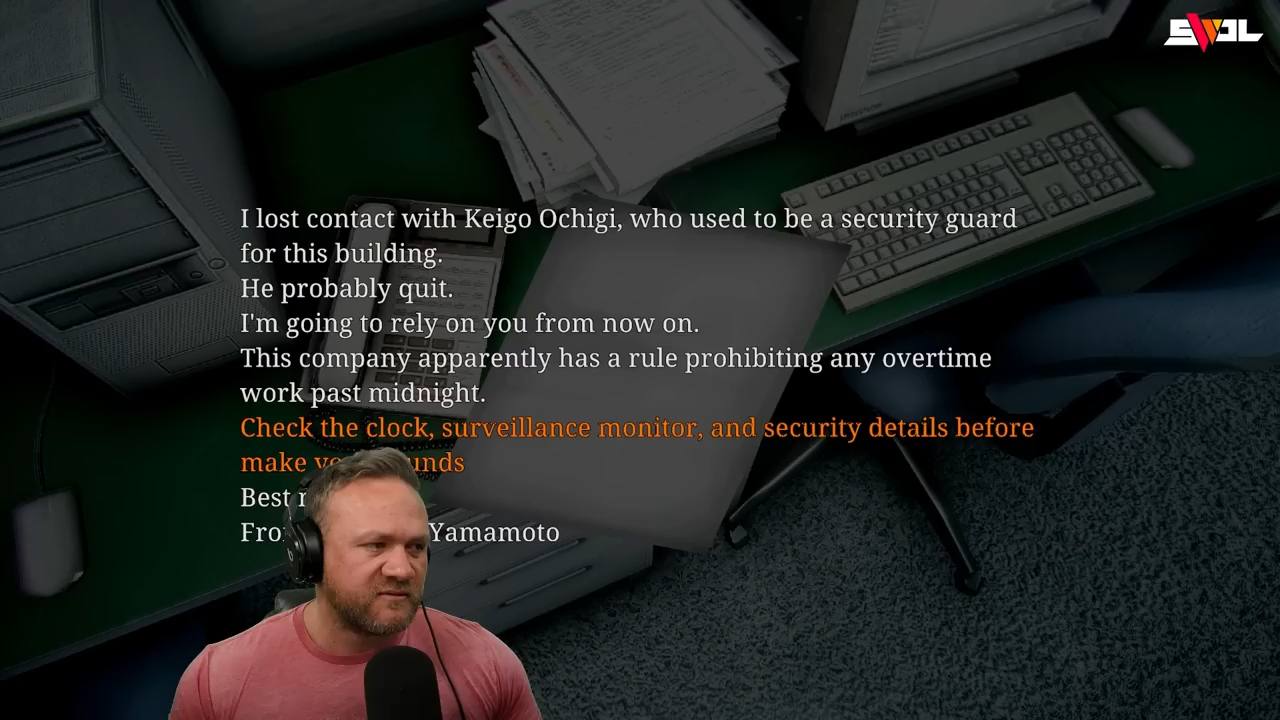 SWOL
I lost contact with Keigo Ochigi, who used to be a security guard
for this building.
He probably quit.
I'm going to rely on you from now on.
This company apparently has a rule prohibiting any overtime
work past midnight.
Check the clock, surveillance monitor, and security details before
make
Best
Yamamoto